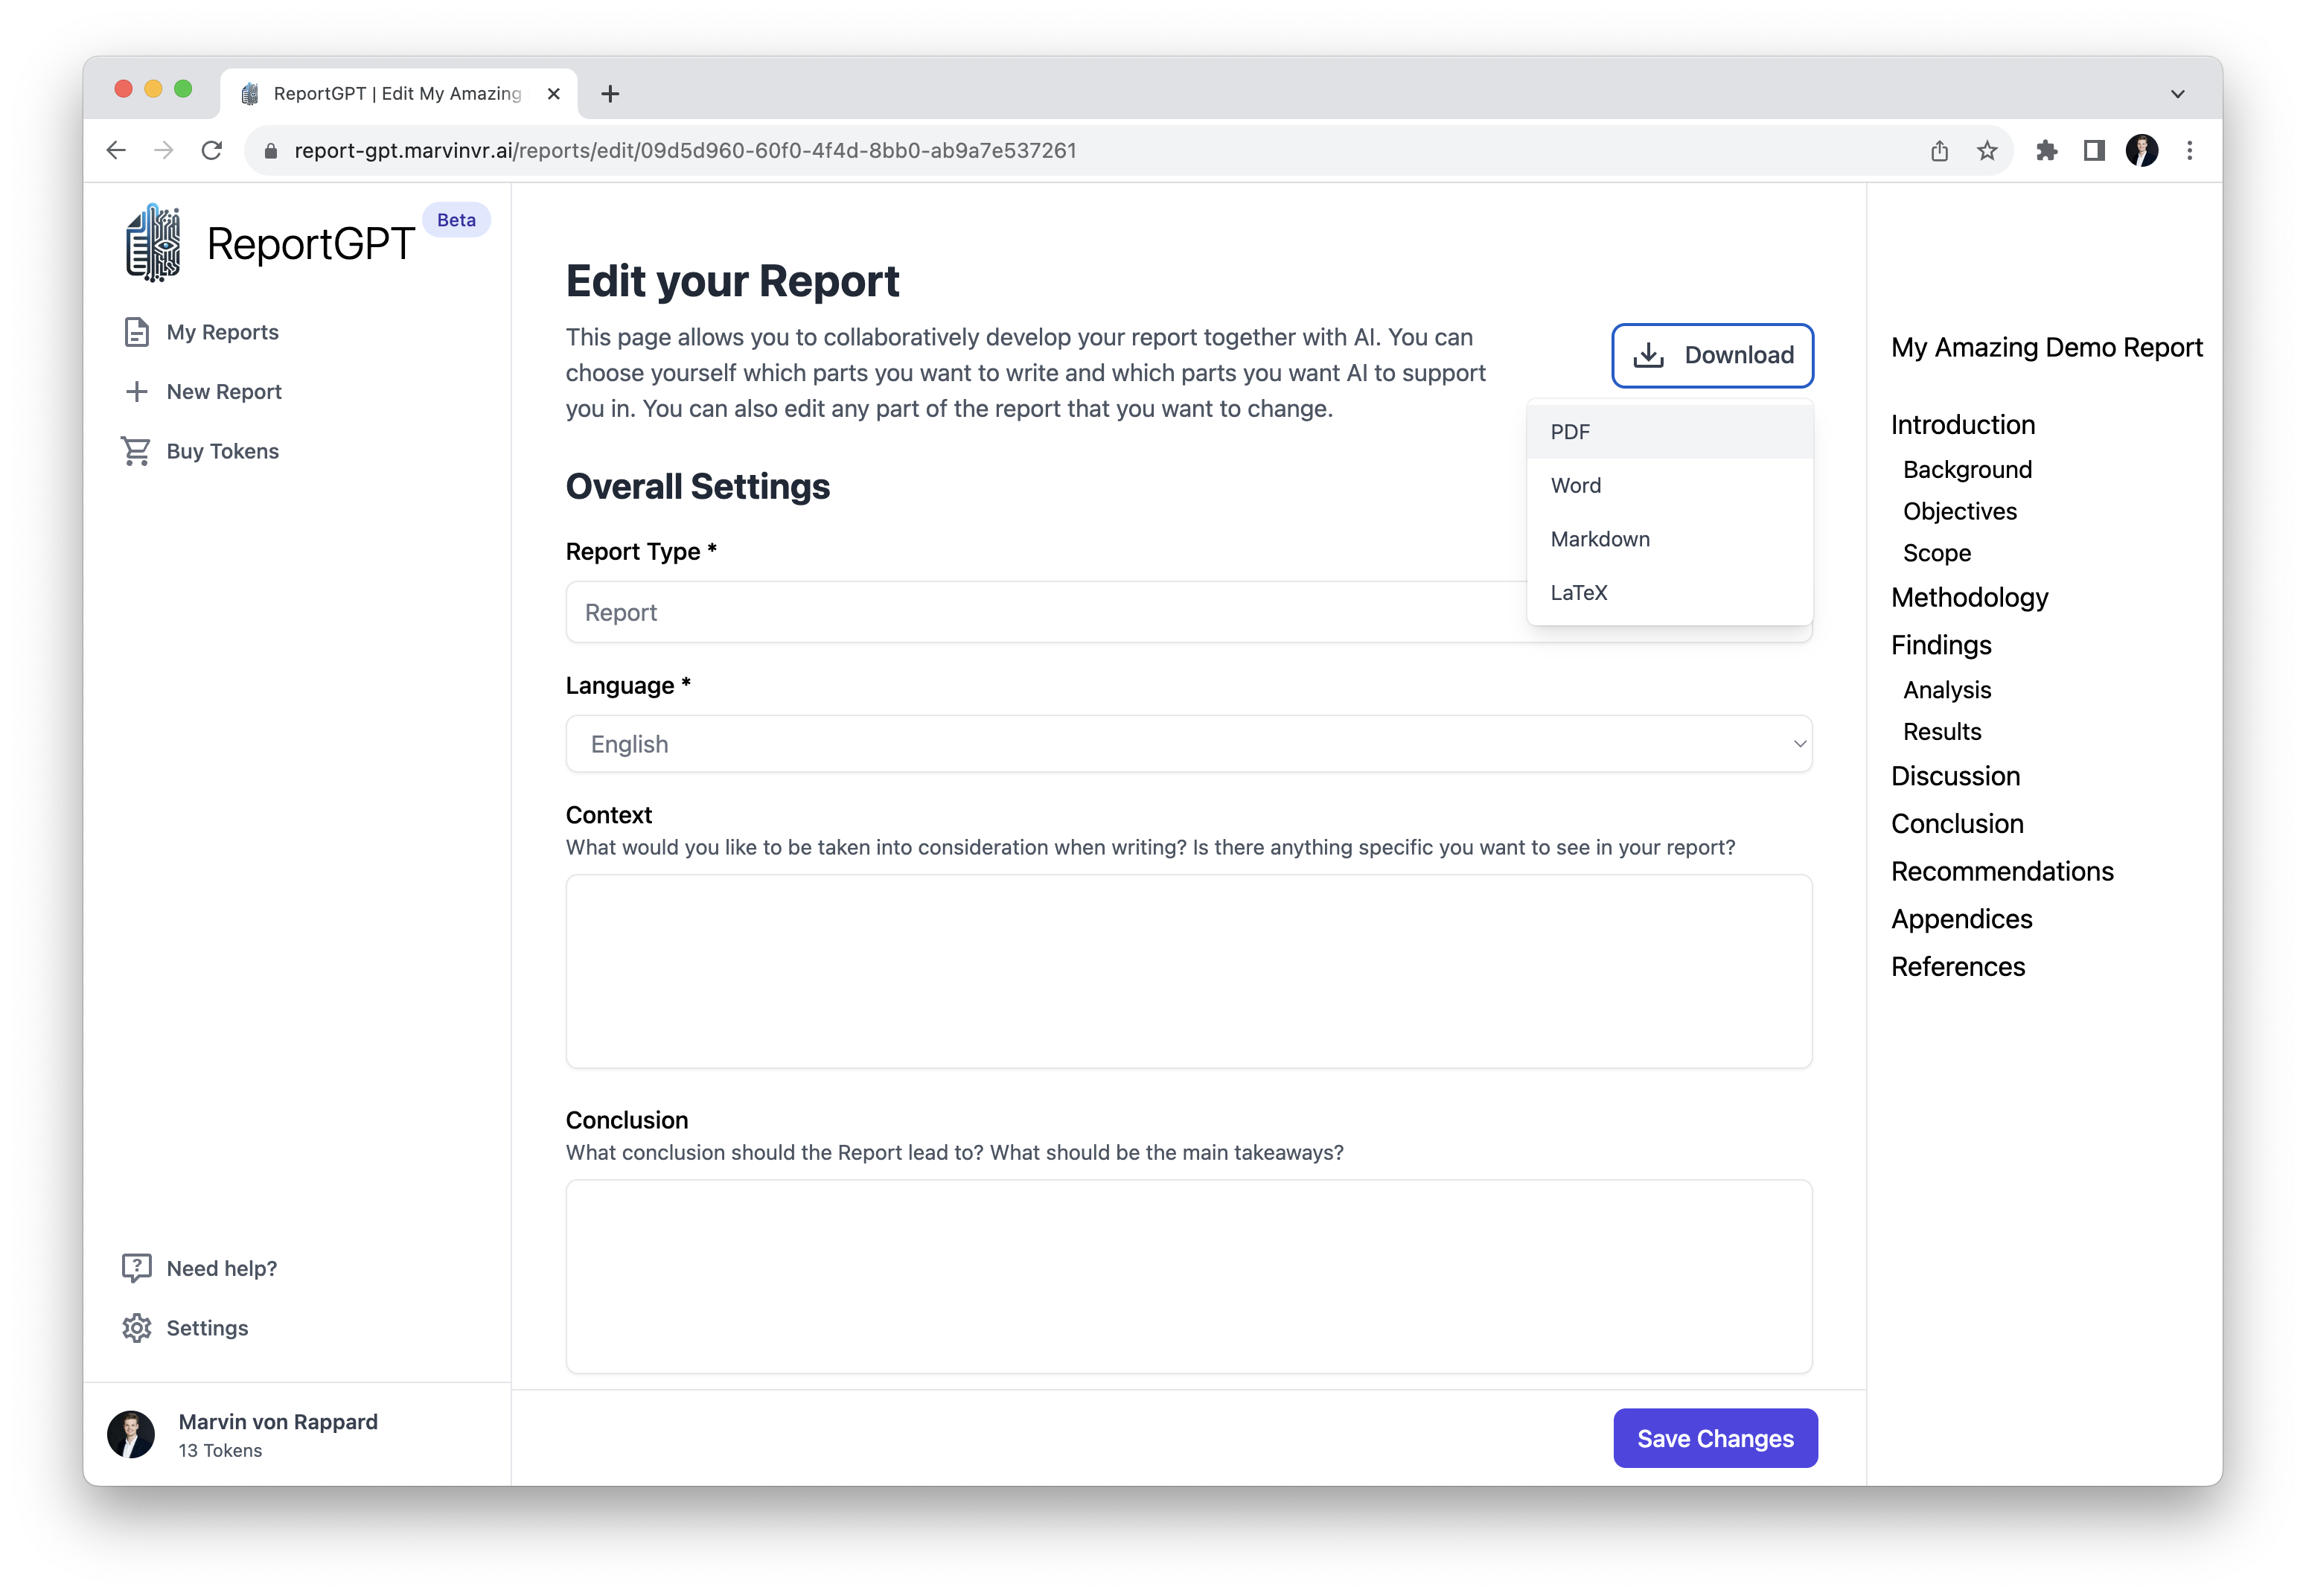 ReportGPT | Edit My Amazing
report-gpt.marvinvr.ai/reports/edit/09d5d960-60f0-4f4d-8bb0-ab9a7e537261
ReportGPT
Beta
My Reports
New Report
Buy Tokens
Need help?
Settings
Marvin von Rappard
13 Tokens
Edit your Report
This page allows you to collaboratively develop your report together with AI. You can
choose yourself which parts you want to write and which parts you want AI to support
you in. You can also edit any part of the report that you want to change.
Download
PDF
Word
Markdown
LaTeX
Overall Settings
Report Type *
Report
Language *
English
Context
What would you like to be taken into consideration when writing? Is there anything specific you want to see in your report?
Conclusion
What conclusion should the Report lead to? What should be the main takeaways?
Save Changes
My Amazing Demo Report
Introduction
Background
Objectives
Scope
Methodology
Findings
Analysis
Results
Discussion
Conclusion
Recommendations
Appendices
References